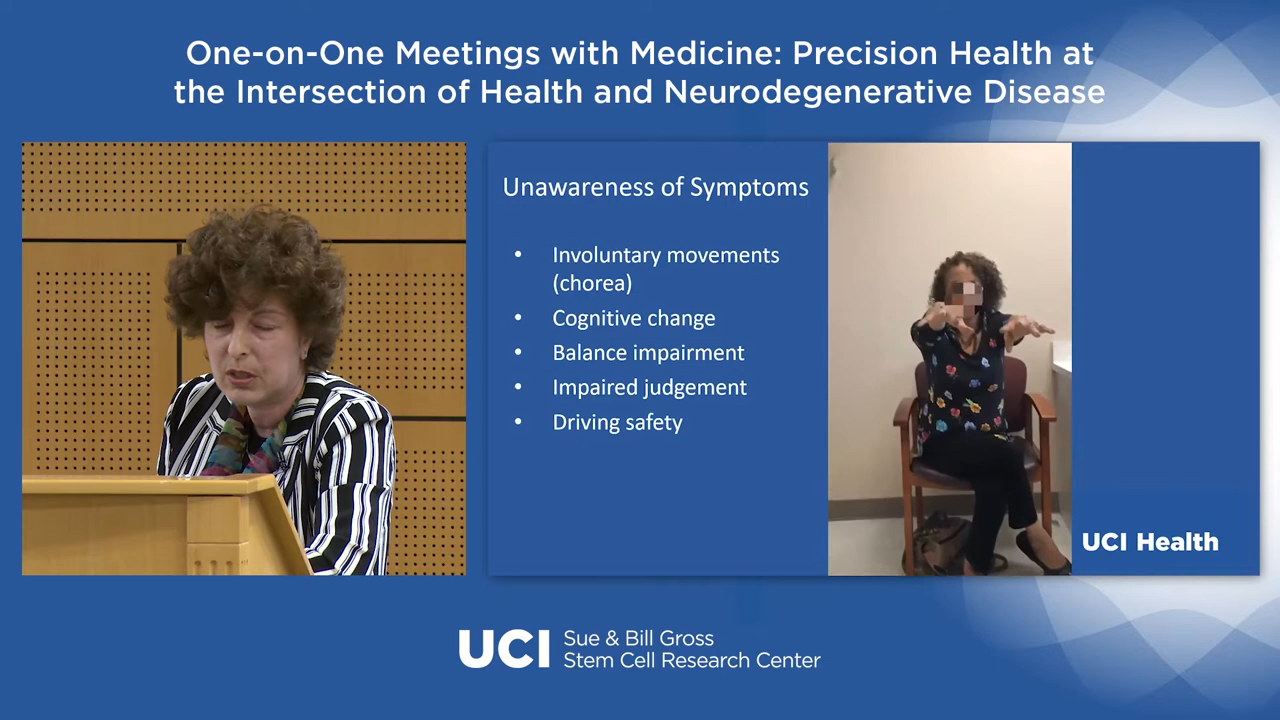 One-on-One Meetings with Medicine: Precision Health at
the Intersection of Health and Neurodegenerative Disease
Unawareness of Symptoms
• Involuntary movements
(chorea)
• Cognitive change
• Balance impairment
• Impaired judgement
• Driving safety
UCI Health
UCI Sue & Bill Gross
Stem Cell Research Center